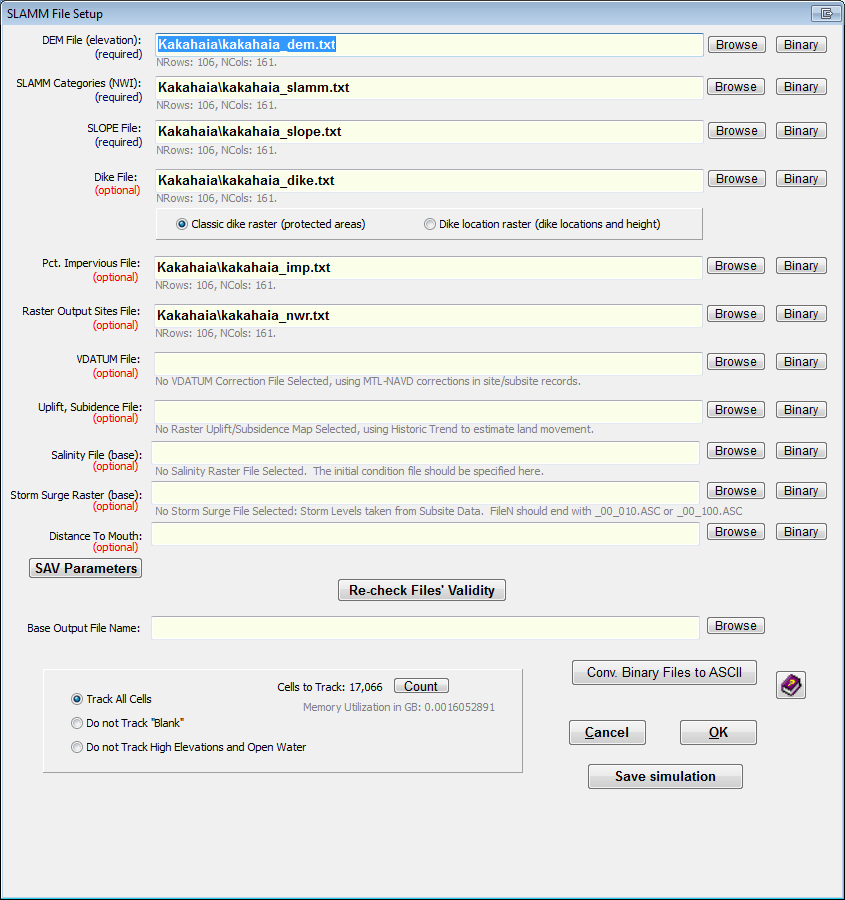 SLAMM File Setup
DEM File (elevation): Kakahaia\kakahaia_dem.txt Browse Binary
(required) NRows: 106, NCols: 161.
SLAMM Categories (NWI): Kakahaia\kakahaia_slamm.txt Browse Binary
(required) NRows: 106, NCols: 161.
SLOPE File: Kakahaia\kakahaia_slope.txt Browse Binary
(required) NRows: 106, NCols: 161.
Dike File: Kakahaia\kakahaia_dike.txt Browse Binary
(optional) NRows: 106, NCols: 161.
Classic dike raster (protected areas) Dike location raster (dike locations and height)
Pct. Impervious File: Kakahaia\kakahaia_imp.txt Browse Binary
(optional) NRows: 106, NCols: 161.
Raster Output Sites File: Kakahaia\kakahaia_nwr.txt Browse Binary
(optional) NRows: 106, NCols: 161.
VDATUM File: Browse Binary
(optional) No VDATUM Correction File Selected, using MTL-NAVD corrections in site/subsite records.
Uplift, Subidence File: Browse Binary
(optional) No Raster Uplift/Subsidence Map Selected, using Historic Trend to estimate land movement.
Salinity File (base): Browse Binary
(optional) No Salinity Raster File Selected. The initial condition file should be specified here.
Storm Surge Raster (base): Browse Binary
(optional) No Storm Surge File Selected: Storm Levels taken from Subsite Data. FileN should end with _00_010.ASC or _00_100.ASC
Distance To Mouth: Browse Binary
(optional)
SAV Parameters
Re-check Files' Validity
Base Output File Name: Browse
Conv. Binary Files to ASCII
Cells to Track: 17,066 Count
Track All Cells
Memory Utilization in GB: 0.0016052891
Do not Track "Blank"
Cancel OK
Do not Track High Elevations and Open Water
Save simulation